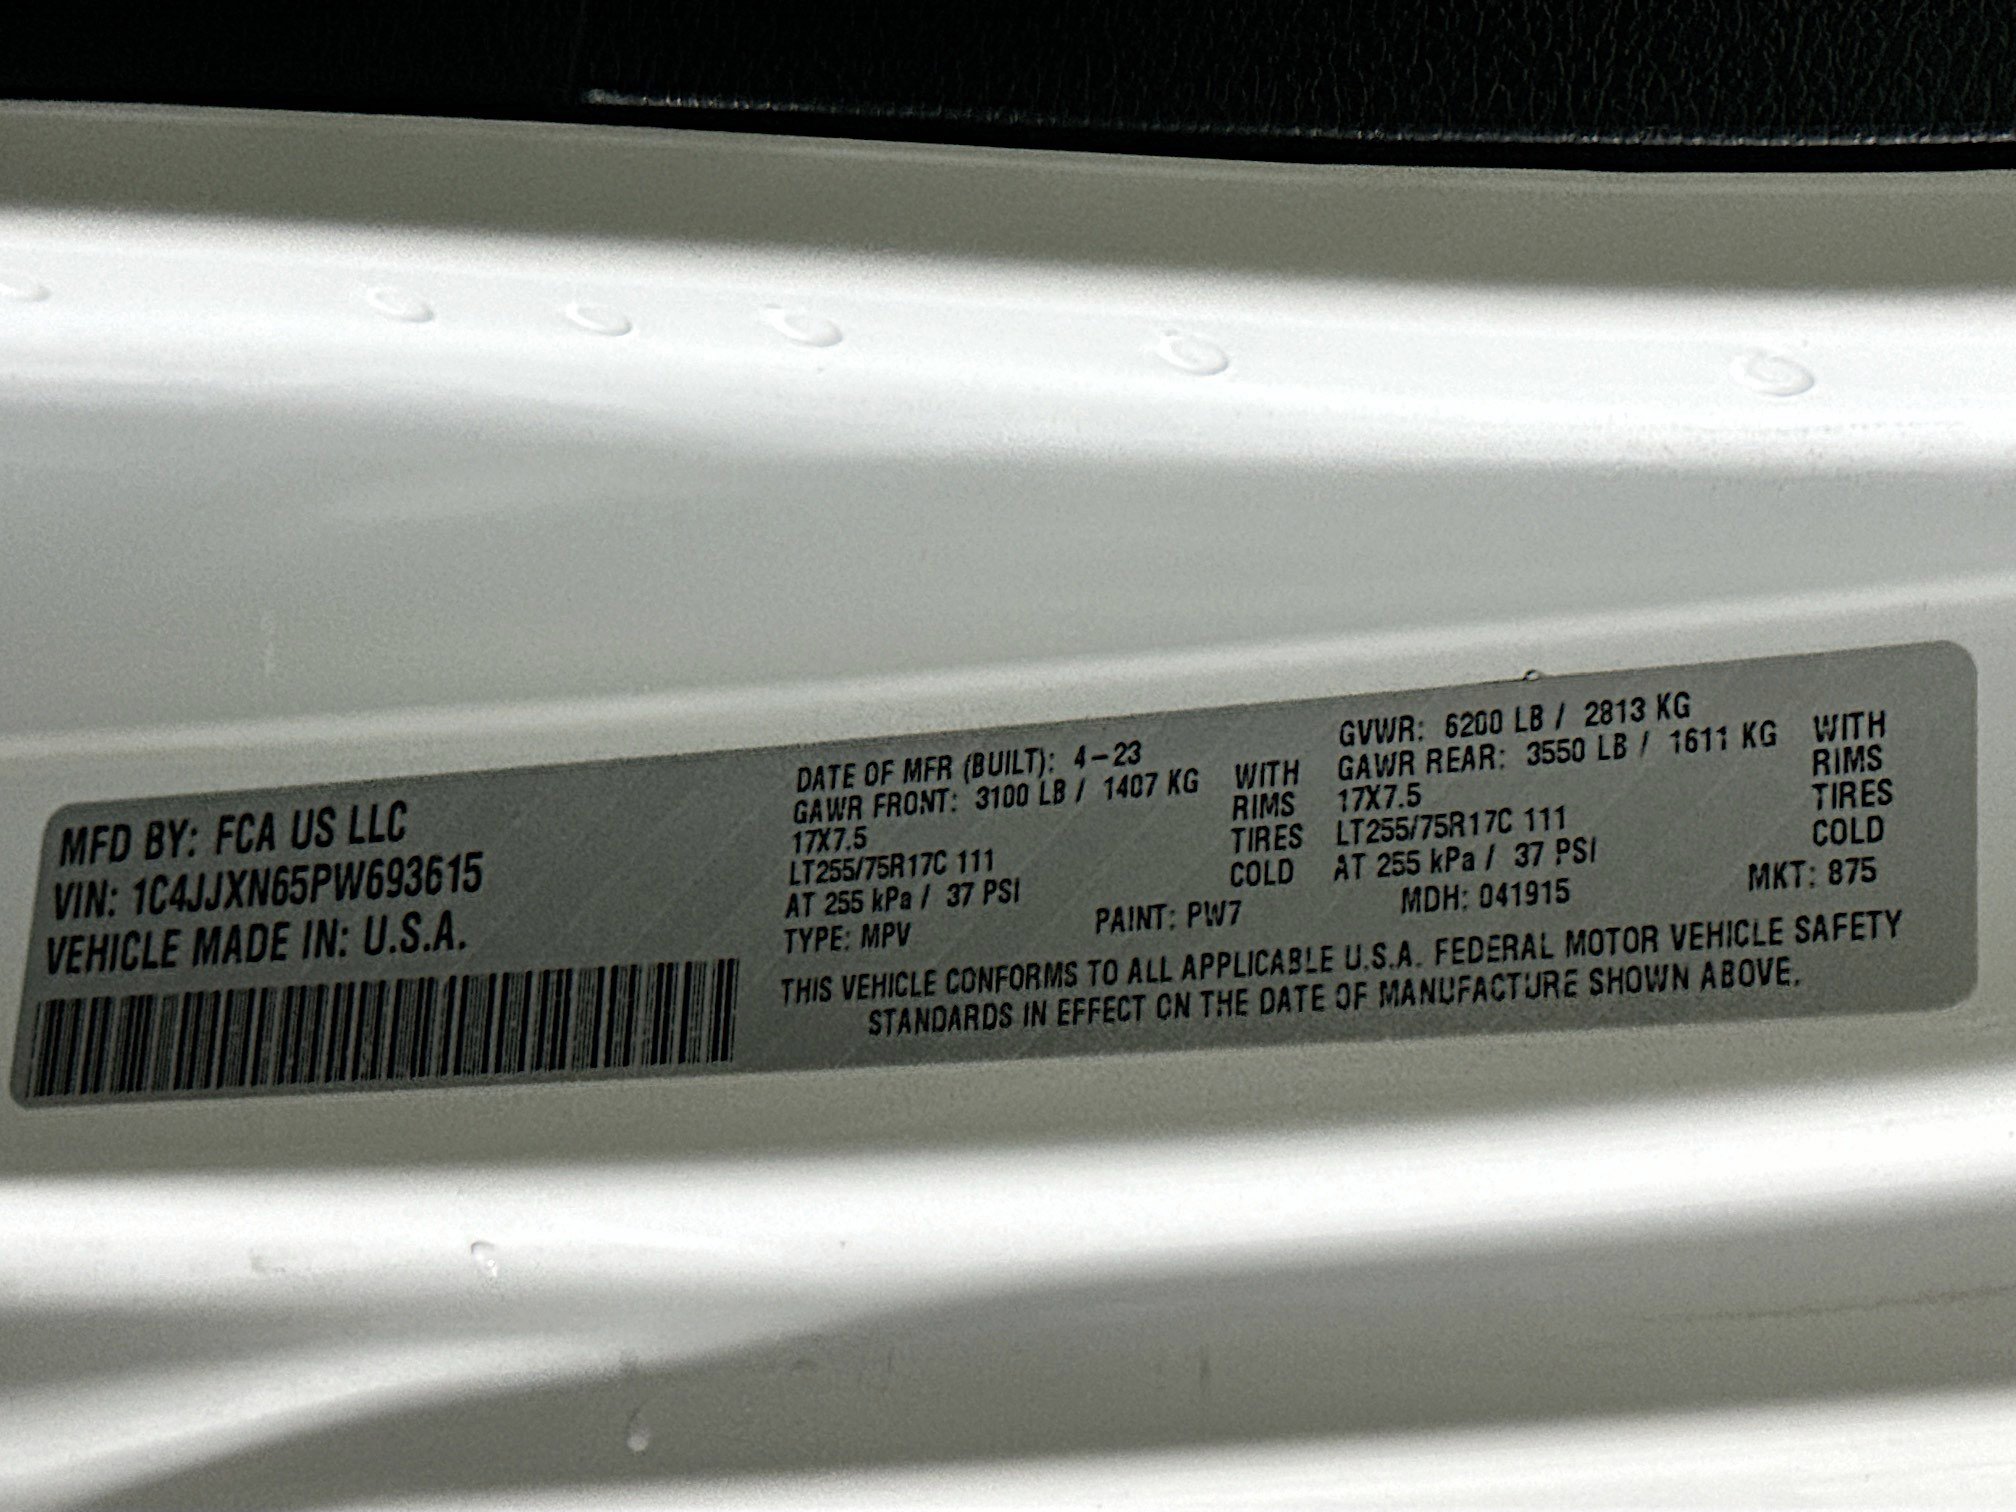 MFD BY: FCA US LLC
VIN: 1C4JJXN65PW693615
VEHICLE MADE IN: U.S.A.
DATE OF MFR (BUILT): 4-23
GAWR FRONT: 3100 LB / 1407 KG WITH
17X7.5 RIMS
LT255/75R17C 111 TIRES
AT 255 kPa / 37 PSI COLD
GVWR: 6200 LB / 2813 KG
GAWR REAR: 3550 LB / 1611 KG WITH
17X7.5 RIMS
LT255/75R17C 111 TIRES
AT 255 kPa / 37 PSI COLD
TYPE: MPV PAINT: PW7 MDH: 041915 MKT: 875
THIS VEHICLE CONFORMS TO ALL APPLICABLE U.S.A. FEDERAL MOTOR VEHICLE SAFETY
STANDARDS IN EFFECT ON THE DATE OF MANUFACTURE SHOWN ABOVE.